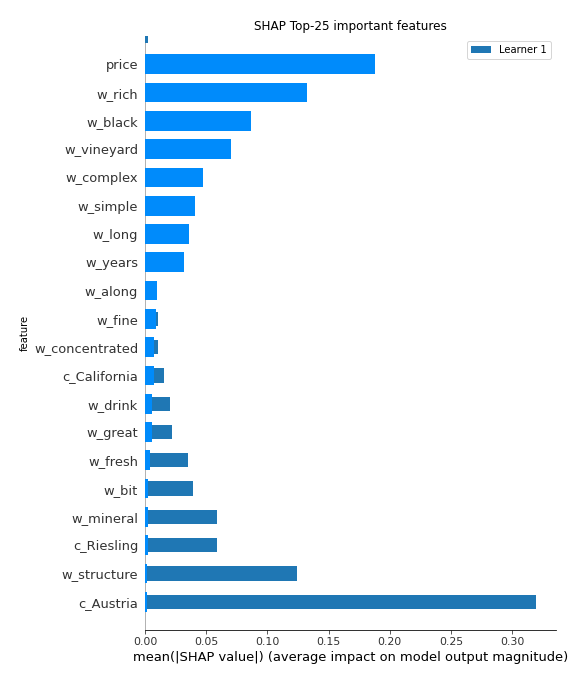 SHAP Top-25 important features
Learner 1
price
w_rich
w_black
w_vineyard
w_complex
w_simple
w_long
w_years
w_along
w_fine
w_concentrated
c_California
w_drink
w_great
w_fresh
w_bit
w_mineral
c_Riesling
w_structure
c_Austria
feature
0.00 0.05 0.10 0.15 0.20 0.25 0.30
mean(|SHAP value|) (average impact on model output magnitude)